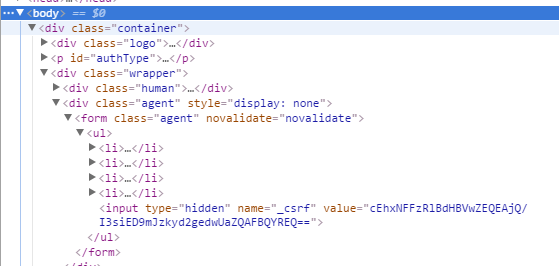 <head>…</head>
<body> == $0
<div class="container">
<div class="logo">…</div>
<p id="authType">…</p>
<div class="wrapper">
<div class="human">…</div>
<div class="agent" style="display: none">
<form class="agent" novalidate="novalidate">
<ul>
<li>…</li>
<li>…</li>
<li>…</li>
<li>…</li>
<input type="hidden" name="_csrf" value="cEhxNFFzRlBdHBVwZEQEAjQ/
I3siED9mJzkyd2gedwUaZQAFBQYREQ==">
</ul>
</form>
</div>